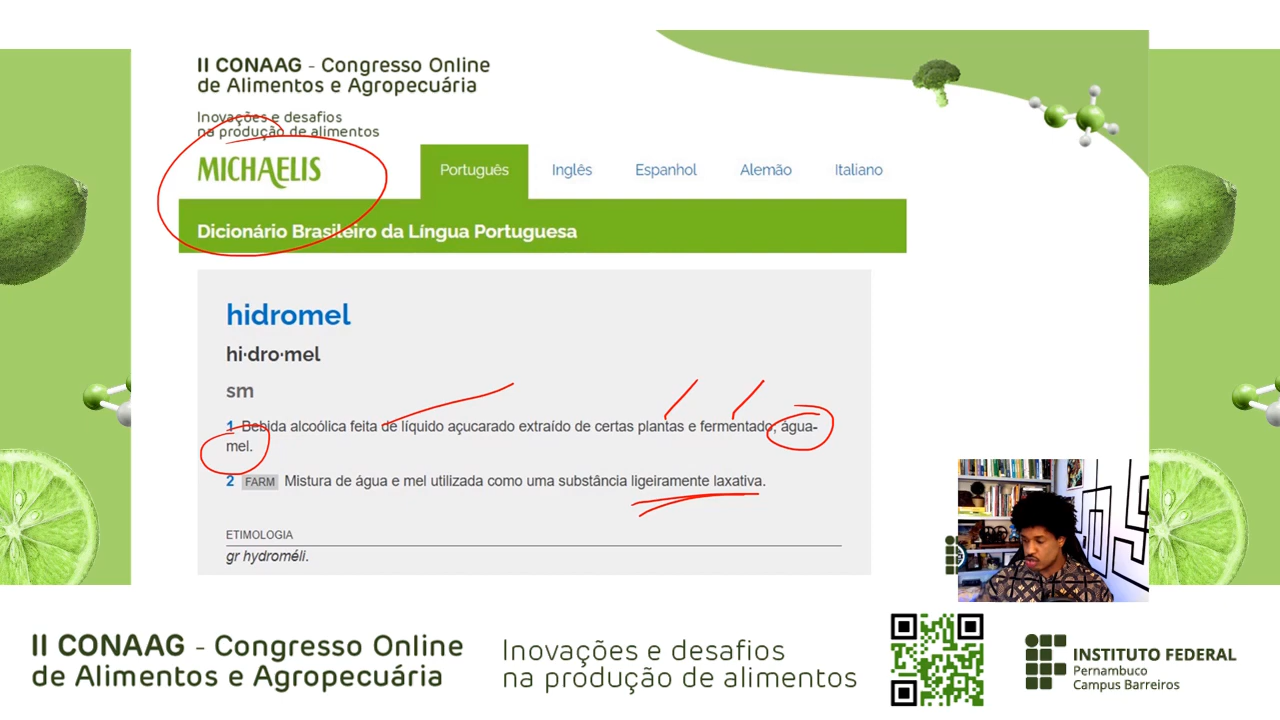 II CONAAG - Congresso Online
de Alimentos e Agropecuária
Inovações e desafios
na produção de alimentos
MICHAELIS
Português
Inglês
Espanhol
Alemão
Italiano
Dicionário Brasileiro da Língua Portuguesa
hidromel
hi·dro·mel
sm
1 Bebida alcoólica feita de líquido açucarado extraído de certas plantas e fermentado, água-
mel.
2 FARM Mistura de água e mel utilizada como uma substância ligeiramente laxativa.
ETIMOLOGIA
gr hydroméli.
II CONAAG - Congresso Online
de Alimentos e Agropecuária
Inovações e desafios
na produção de alimentos
INSTITUTO FEDERAL
Pernambuco
Campus Barreiros